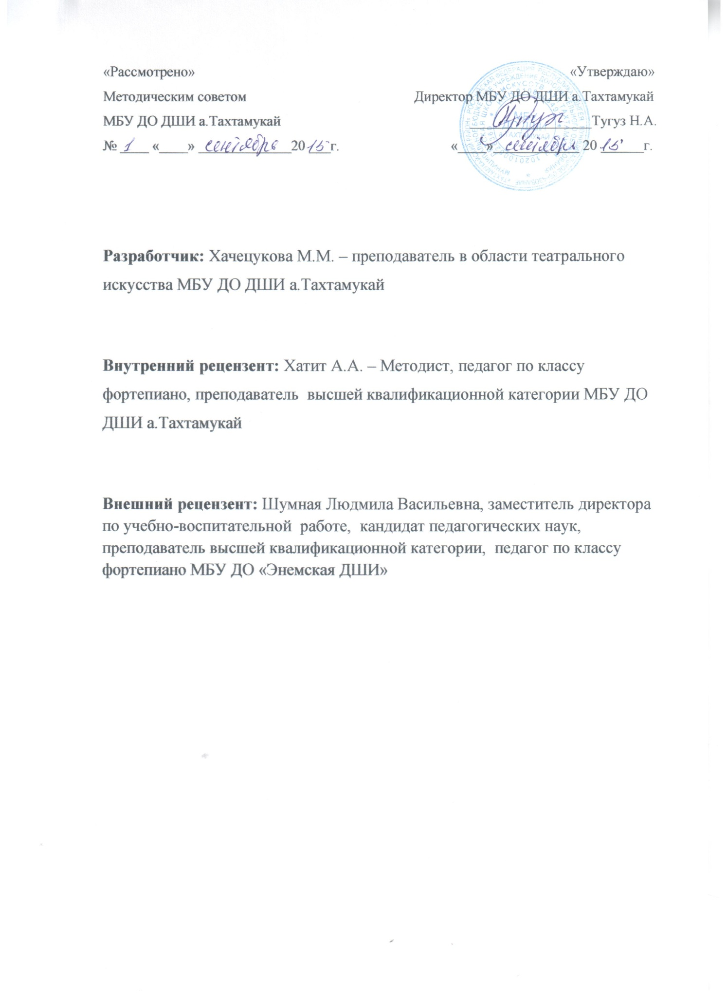 «Рассмотрено» «Утверждаю»
Методическим советом Директор МБУ ДО ДШИ а.Тахтамукай
МБУ ДО ДШИ а.Тахтамукай Тугуз Н.А.
№ 1 «____» сентябрь 2015 г. «____» сентября 2015 г.
Разработчик: Хачецукова М.М. – преподаватель в области театрального
искусства МБУ ДО ДШИ а.Тахтамукай
Внутренний рецензент: Хатит А.А. – Методист, педагог по классу
фортепиано, преподаватель высшей квалификационной категории МБУ ДО
ДШИ а.Тахтамукай
Внешний рецензент: Шумная Людмила Васильевна, заместитель директора
по учебно-воспитательной работе, кандидат педагогических наук,
преподаватель высшей квалификационной категории, педагог по классу
фортепиано МБУ ДО «Энемская ДШИ»